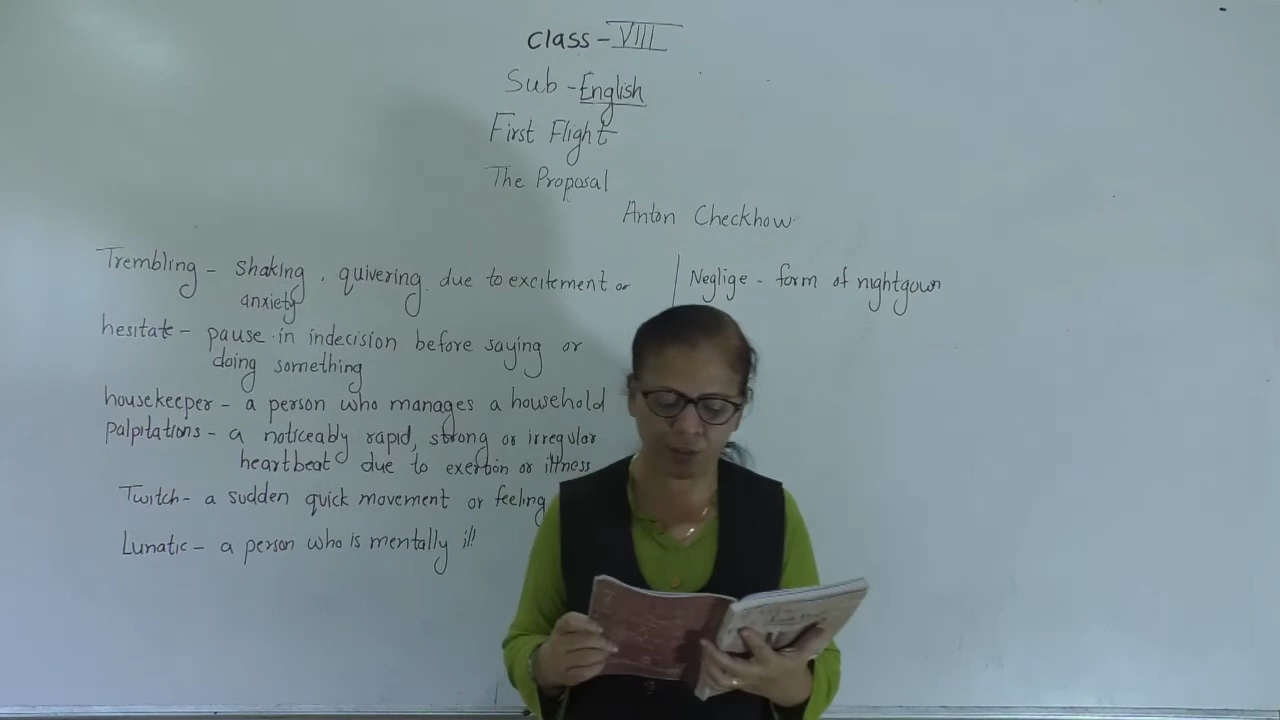 Class - VIII
Sub - English
First Flight
The Proposal
Anton Checkhow.
Trembling - shaking, quivering due to excitement or
anxiety
hesitate - pause in indecision before saying or
doing something
housekeeper - a person who manages a household
palpitations - a noticeably rapid, strong or irregular
heartbeat due to exertion or illness
Twitch - a sudden quick movement or feeling
Lunatic - a person who is mentally ill
Neglige - form of nightgown